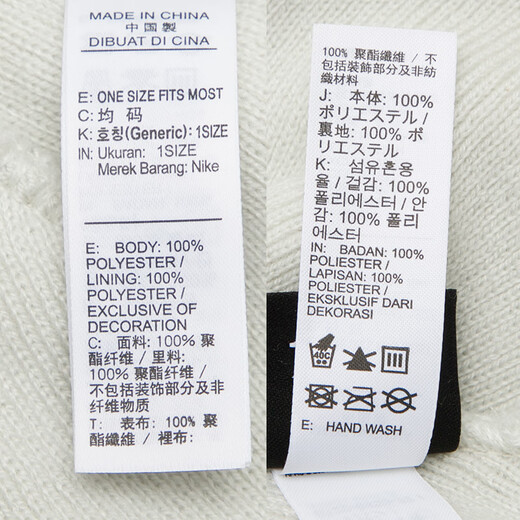 MADE IN CHINA
中国製
DIBUAT DI CINA
E: ONE SIZE FITS MOST
C: 均 码
K: 호칭(Generic): 1SIZE
IN: Ukuran: 1SIZE
Merek Barang: Nike
E: BODY: 100%
POLYESTER /
LINING: 100%
POLYESTER /
EXCLUSIVE OF
DECORATION
C: 面料: 100% 聚
酯纤维 / 里料:
100% 聚酯纤维 /
不包括装饰部分及非
纤维物质
T: 表布: 100% 聚
酯纖維 / 裡布:
100% 聚酯纖維 / 不
包括裝飾部分及非紡
織材料
J: 本体: 100%
ポリエステル /
裏地: 100% ポ
リエステル
K: 섬유혼용
율 / 겉감: 100%
폴리에스터 / 안
감: 100% 폴리
에스터
IN: BADAN: 100%
POLIESTER /
LAPISAN: 100%
POLIESTER /
EKSKLUSIF DARI
DEKORASI
40C
E: HAND WASH